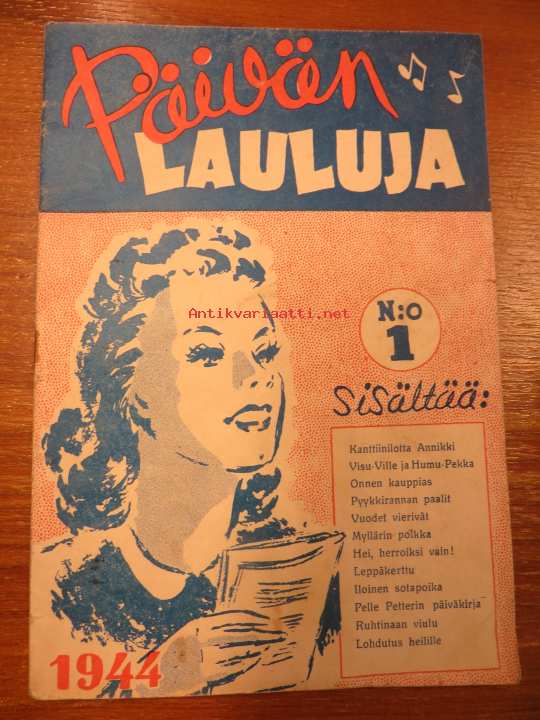 Päivän
LAULUJA
Antikvariaatti.net
N:o
1
Sisältää:
Kanttiinilotta Annikki
Visu-Ville ja Humu-Pekka
Onnen kauppias
Pyykkirannan paalit
Vuodet vierivät
Myllärin polkka
Hei, herroiksi vain!
Leppäkerttu
Iloinen sotapoika
Pelle Petterin päiväkirja
Ruhtinaan viulu
Lohdutus heilille
1944